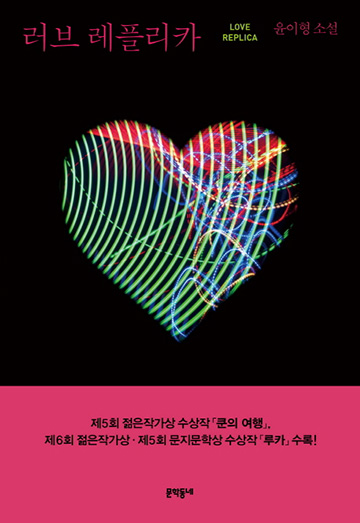 러브 레플리카
LOVE
REPLICA
윤이형 소설
제5회 젊은작가상 수상작 「쿤의 여행」,
제6회 젊은작가상 · 제5회 문지문학상 수상작 「루카」 수록!
문학동네